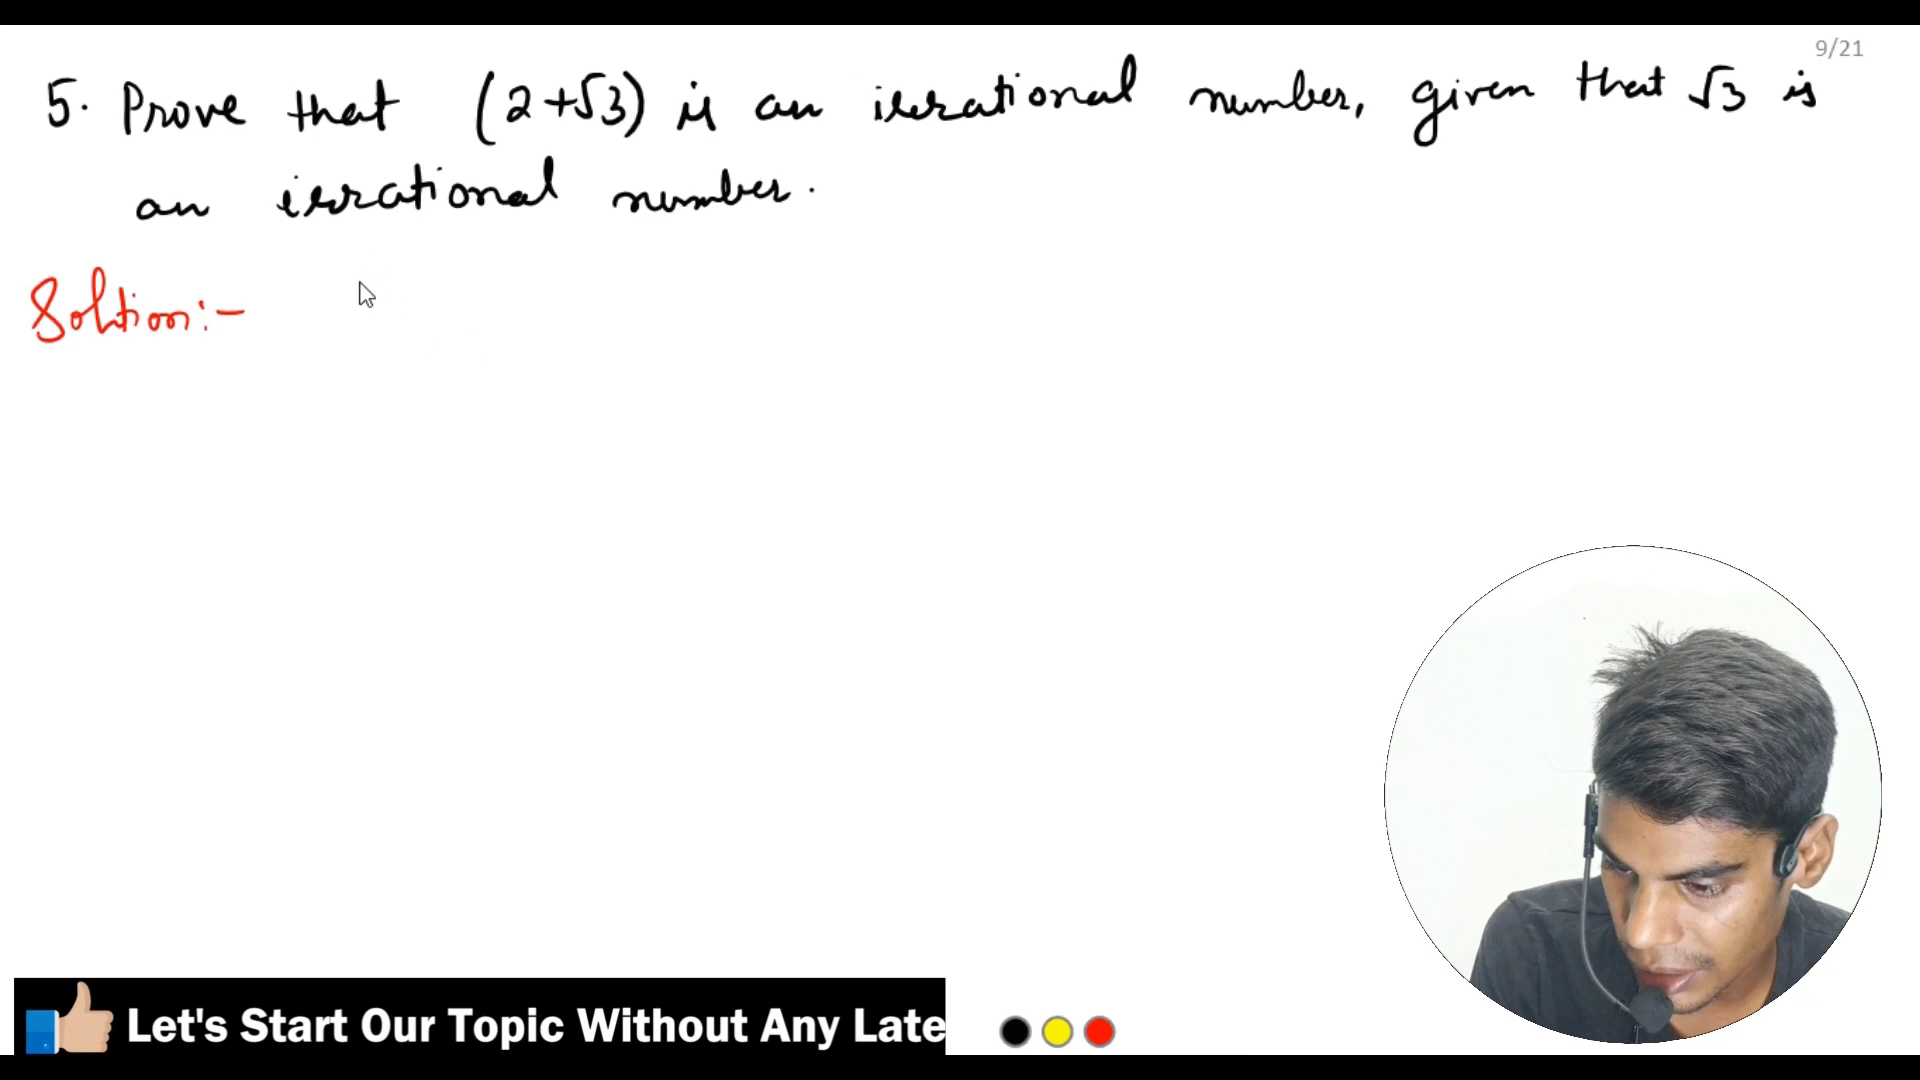 9/21
5. Prove that (2+√3) is an irrational number, given that √3 is
an irrational number.
Solution:-
Let's Start Our Topic Without Any Late